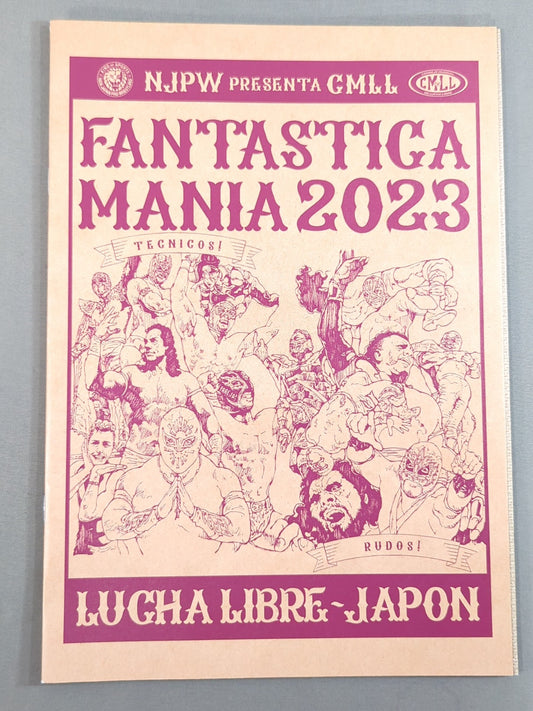 NJPW PRESENTA CMLL
CMLL
FANTASTICA
MANIA 2023
TECNICOS!
RUDOS!
LUCHA LIBRE~JAPON